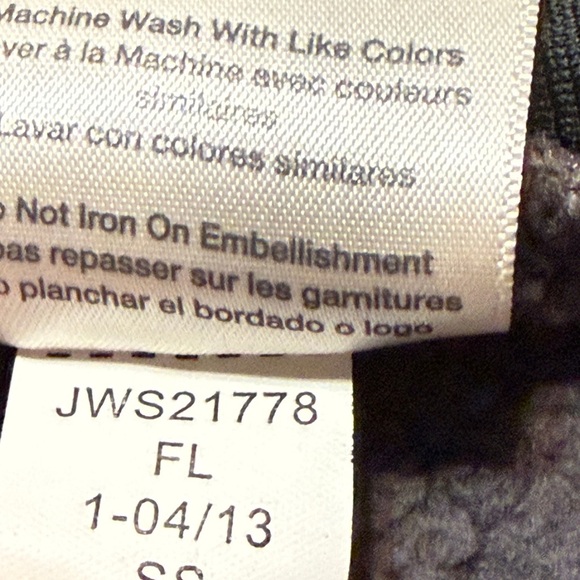 Machine Wash With Like Colors
ver à la Machine avec couleurs
similaires
Lavar con colores similares
Not Iron On Embellishment
pas repasser sur les garnitures
planchar el bordado o logo
JWS21778
FL
1-04/13